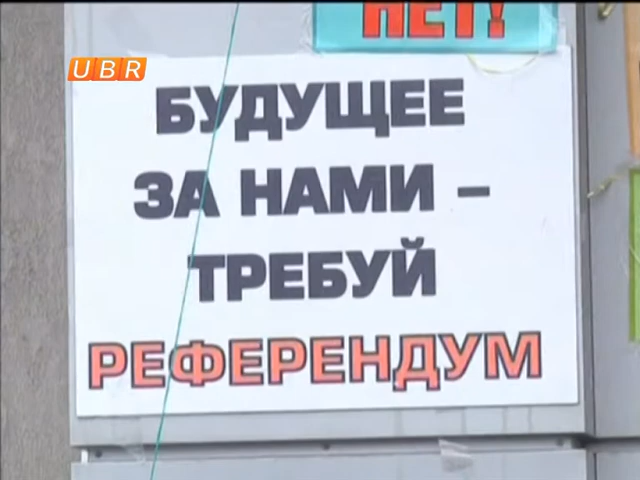 НЕТ!
UBR
БУДУЩЕЕ
ЗА НАМИ –
ТРЕБУЙ
РЕФЕРЕНДУМ